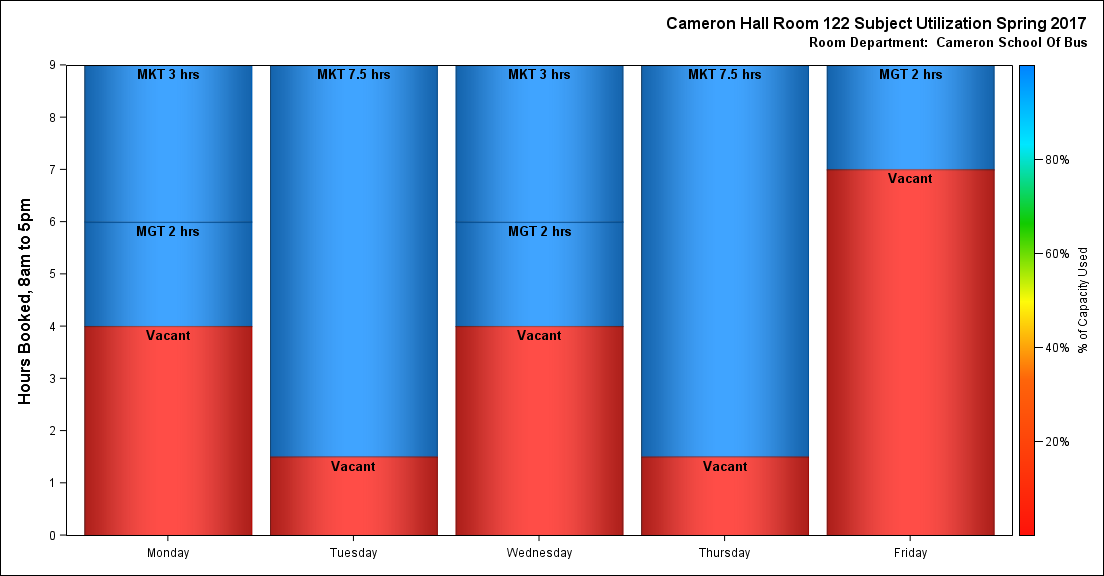 Cameron Hall Room 122 Subject Utilization Spring 2017
Room Department:  Cameron School Of Bus
Hours Booked, 8am to 5pm
9
8
7
6
5
4
3
2
1
0
MKT 3 hrs
MGT 2 hrs
Vacant
MKT 7.5 hrs
Vacant
MKT 3 hrs
MGT 2 hrs
Vacant
MKT 7.5 hrs
Vacant
MGT 2 hrs
Vacant
Monday
Tuesday
Wednesday
Thursday
Friday
80%
60%
40%
20%
% of Capacity Used